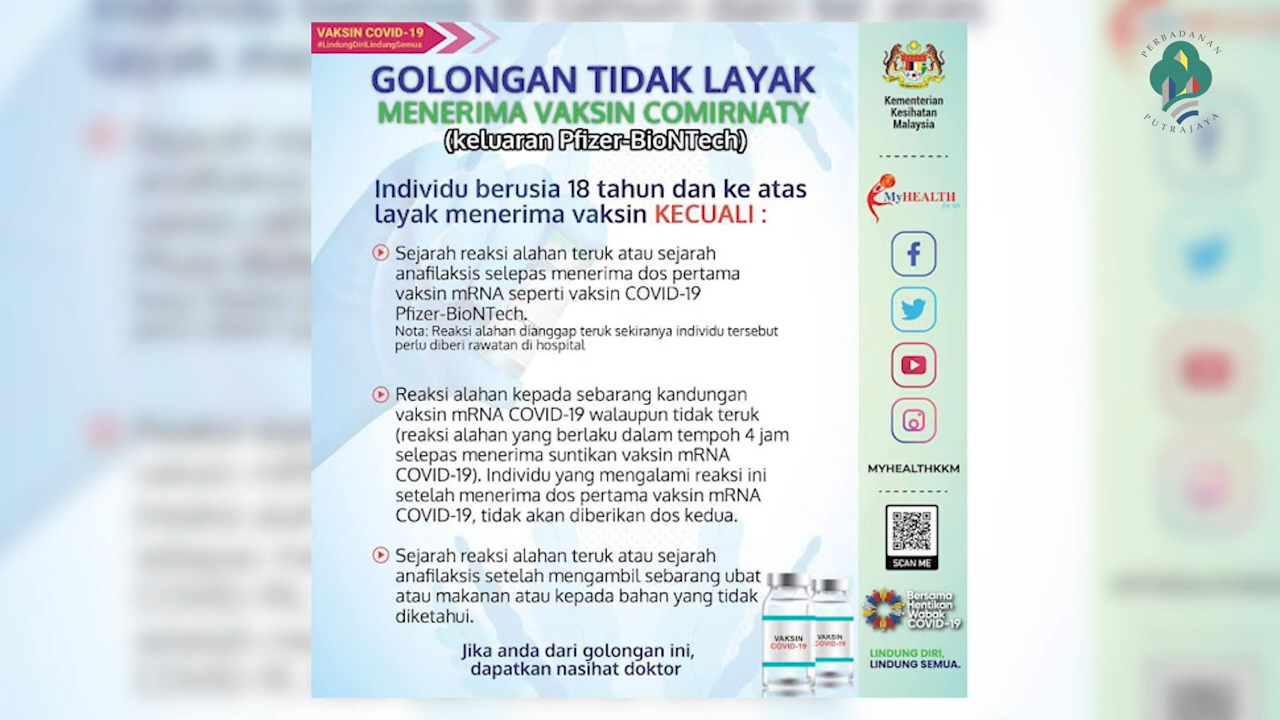 VAKSIN COVID-19
#LindungDiriLindungSemua
GOLONGAN TIDAK LAYAK
MENERIMA VAKSIN COMIRNATY
(keluaran Pfizer-BioNTech)
Individu berusia 18 tahun dan ke atas
layak menerima vaksin KECUALI :
Sejarah reaksi alahan teruk atau sejarah
anafilaksis selepas menerima dos pertama
vaksin mRNA seperti vaksin COVID-19
Pfizer-BioNTech.
Nota: Reaksi alahan dianggap teruk sekiranya individu tersebut
perlu diberi rawatan di hospital
Reaksi alahan kepada sebarang kandungan
vaksin mRNA COVID-19 walaupun tidak teruk
(reaksi alahan yang berlaku dalam tempoh 4 jam
selepas menerima suntikan vaksin mRNA
COVID-19). Individu yang mengalami reaksi ini
setelah menerima dos pertama vaksin mRNA
COVID-19, tidak akan diberikan dos kedua.
Sejarah reaksi alahan teruk atau sejarah
anafilaksis setelah mengambil sebarang ubat
atau makanan atau kepada bahan yang tidak
diketahui.
Jika anda dari golongan ini,
dapatkan nasihat doktor
VAKSIN
COVID-19
VAKSIN
COVID-19
Kementerian
Kesihatan
Malaysia
MyHEALTH
for life
MYHEALTHKKM
SCAN ME
Bersama
Hentikan
Wabak
COVID-19
LINDUNG DIRI,
LINDUNG SEMUA.
PERBADANAN
PUTRAJAYA